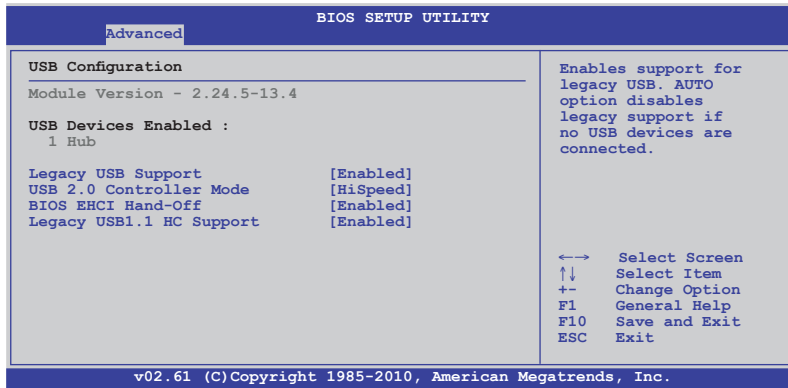 BIOS SETUP UTILITY
Advanced
USB Configuration
Module Version - 2.24.5-13.4
USB Devices Enabled :
1 Hub
Legacy USB Support [Enabled]
USB 2.0 Controller Mode [HiSpeed]
BIOS EHCI Hand-Off [Enabled]
Legacy USB1.1 HC Support [Enabled]
Enables support for
legacy USB. AUTO
option disables
legacy support if
no USB devices are
connected.
←→ Select Screen
↑↓ Select Item
+- Change Option
F1 General Help
F10 Save and Exit
ESC Exit
v02.61 (C)Copyright 1985-2010, American Megatrends, Inc.